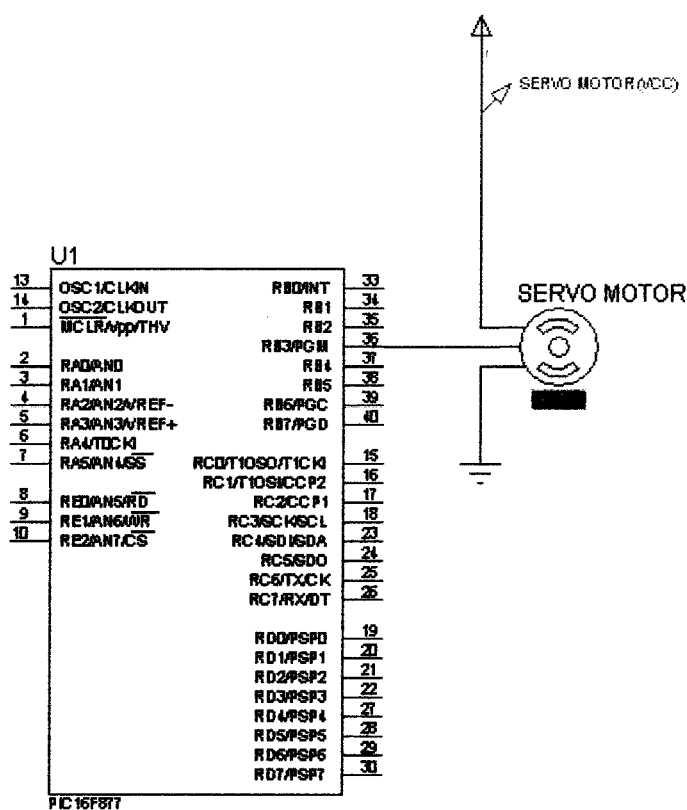 SERVO MOTOR(VCC)
U1
SERVO MOTOR
13 OSC1/CLKIN
14 OSC2/CLKOUT
1 MCLR/Vpp/THV
2 RA0/AN0
3 RA1/AN1
4 RA2/AN2/VREF-
5 RA3/AN3/VREF+
6 RA4/T0CKI
7 RA5/AN4/SS
8 RE0/AN5/RD
9 RE1/AN6/WR
10 RE2/AN7/CS
RB0/INT 33
RB1 34
RB2 35
RB3/PGM 36
RB4 37
RB5 38
RB6/PGC 39
RB7/PGD 40
RC0/T1OSO/T1CKI 15
RC1/T1OSI/CCP2 16
RC2/CCP1 17
RC3/SCK/SCL 18
RC4/SDI/SDA 23
RC5/SDO 24
RC6/TX/CK 25
RC7/RX/DT 26
RD0/PSP0 19
RD1/PSP1 20
RD2/PSP2 21
RD3/PSP3 22
RD4/PSP4 27
RD5/PSP5 28
RD6/PSP6 29
RD7/PSP7 30
PIC16F877